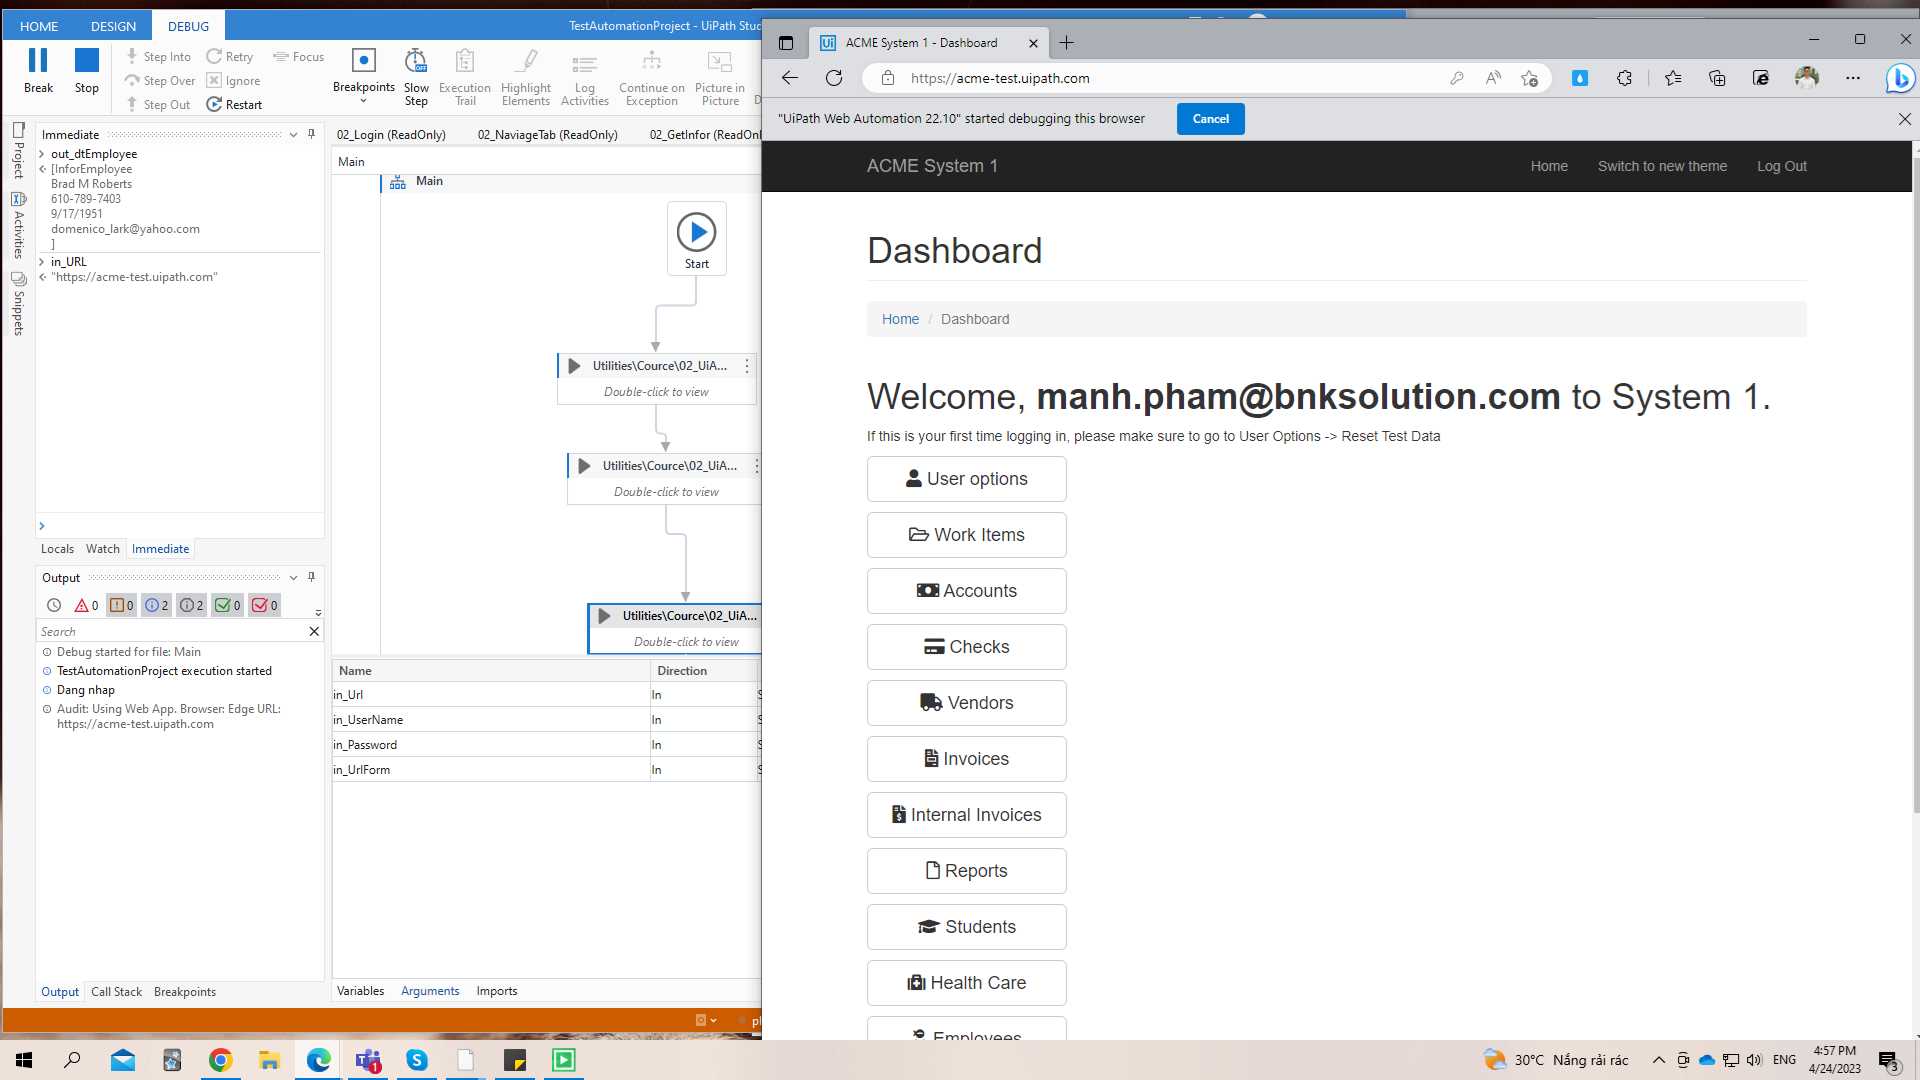 HOME DESIGN DEBUG
TestAutomationProject - UiPath Stud
Break
Stop
Step Into
Step Over
Step Out
Retry
Ignore
Restart
Focus
Breakpoints
Slow Step
Execution Trail
Highlight Elements
Log Activities
Continue on Exception
Picture in Picture
Project
Activities
Snippets
Immediate
out_dtEmployee
[InforEmployee
Brad M Roberts
610-789-7403
9/17/1951
domenico_lark@yahoo.com
]
in_URL
"https://acme-test.uipath.com"
Locals Watch Immediate
Output
0 0 2 2 0 0
Search
Debug started for file: Main
TestAutomationProject execution started
Dang nhap
Audit: Using Web App. Browser: Edge URL:
https://acme-test.uipath.com
Output Call Stack Breakpoints
02_Login (ReadOnly) 02_NaviageTab (ReadOnly) 02_GetInfor (ReadOnl
Main
Main
Start
Utilities\Cource\02_UiA...
Double-click to view
Utilities\Cource\02_UiA...
Double-click to view
Utilities\Cource\02_UiA...
Double-click to view
Name Direction
in_Url In S
in_UserName In S
in_Password In S
in_UrlForm In S
Variables Arguments Imports
Ui ACME System 1 - Dashboard
https://acme-test.uipath.com
"UiPath Web Automation 22.10" started debugging this browser
Cancel
ACME System 1
Home Switch to new theme Log Out
Dashboard
Home / Dashboard
Welcome, manh.pham@bnksolution.com to System 1.
If this is your first time logging in, please make sure to go to User Options -> Reset Test Data
User options
Work Items
Accounts
Checks
Vendors
Invoices
Internal Invoices
Reports
Students
Health Care
Employees
1
30°C Nắng rải rác
ENG
4:57 PM
4/24/2023
3